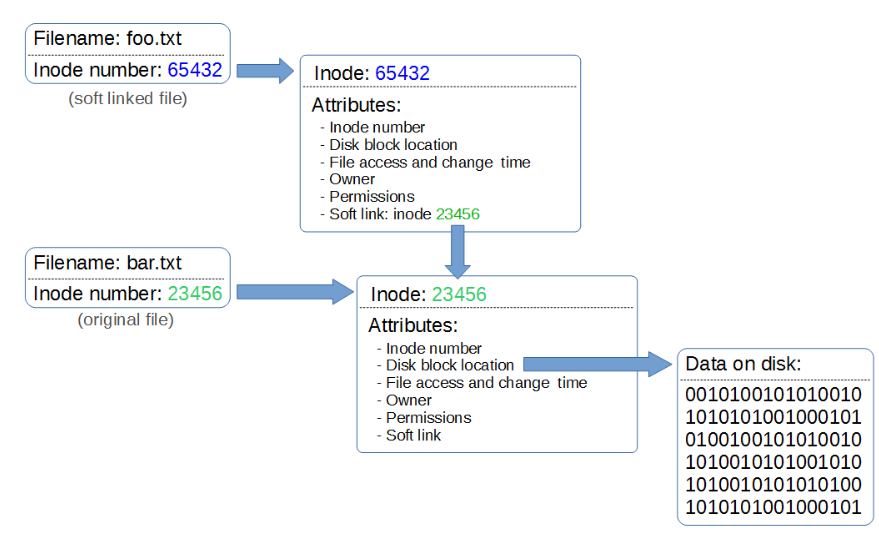 Filename: foo.txt
Inode number: 65432
(soft linked file)
Inode: 65432
Attributes:
- Inode number
- Disk block location
- File access and change time
- Owner
- Permissions
- Soft link: inode 23456
Filename: bar.txt
Inode number: 23456
(original file)
Inode: 23456
Attributes:
- Inode number
- Disk block location
- File access and change time
- Owner
- Permissions
- Soft link
Data on disk:
0010100101010010
1010101001000101
0100100101010010
1010010101001010
1010010101010100
1010101001000101